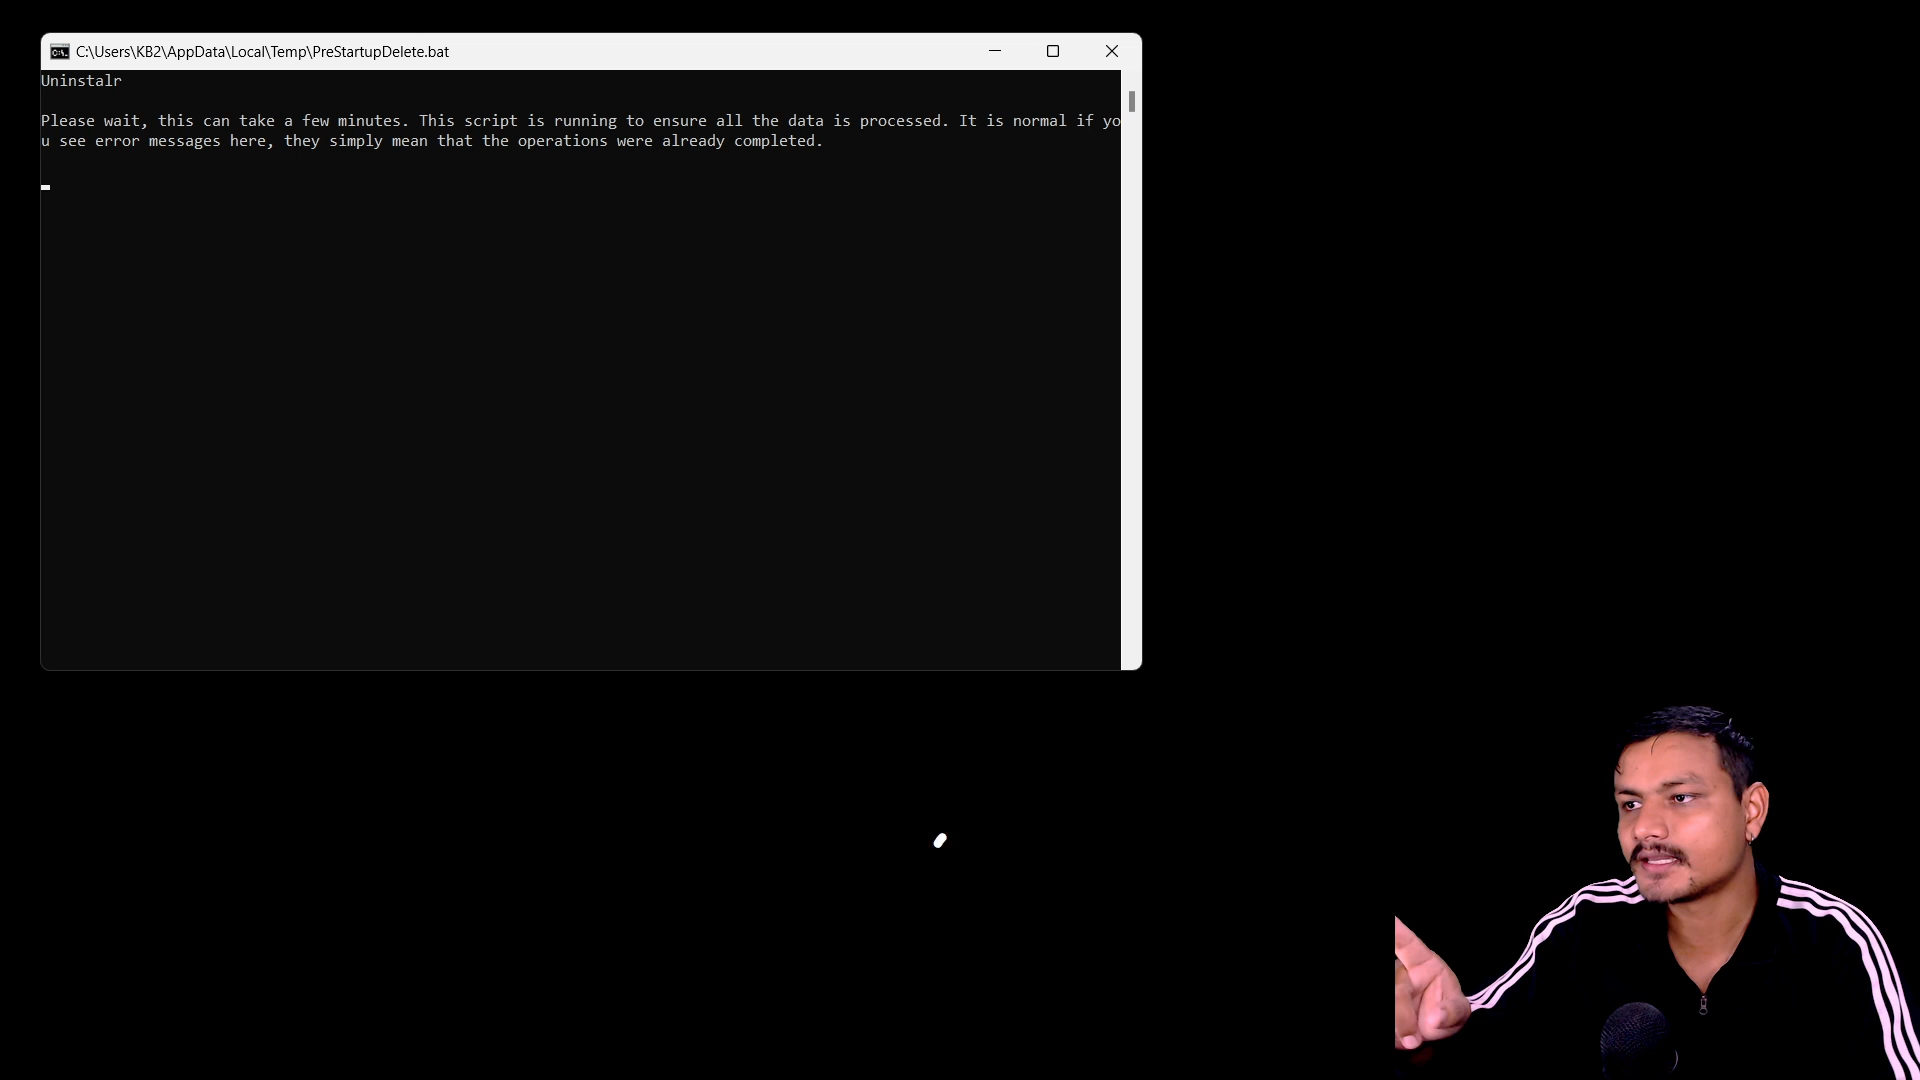 C:\Users\KB2\AppData\Local\Temp\PreStartupDelete.bat
Uninstalr
Please wait, this can take a few minutes. This script is running to ensure all the data is processed. It is normal if yo
u see error messages here, they simply mean that the operations were already completed.